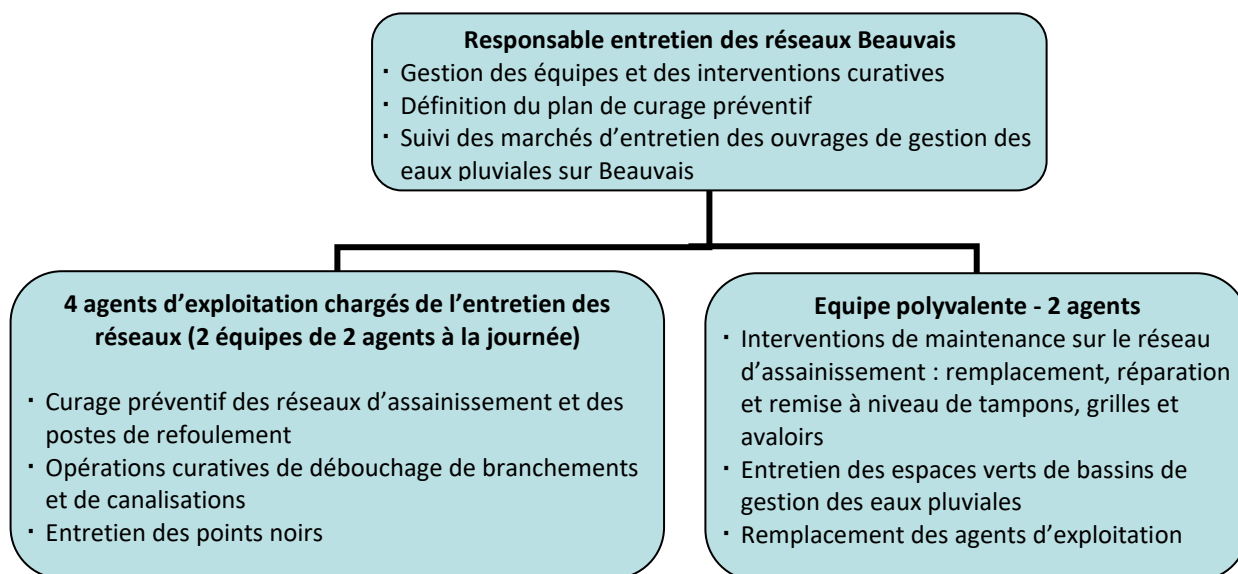 Responsable entretien des réseaux Beauvais
· Gestion des équipes et des interventions curatives
· Définition du plan de curage préventif
· Suivi des marchés d’entretien des ouvrages de gestion des
eaux pluviales sur Beauvais
4 agents d’exploitation chargés de l’entretien des
réseaux (2 équipes de 2 agents à la journée)
· Curage préventif des réseaux d’assainissement et des
postes de refoulement
· Opérations curatives de débouchage de branchements
et de canalisations
· Entretien des points noirs
Equipe polyvalente - 2 agents
· Interventions de maintenance sur le réseau
d’assainissement : remplacement, réparation
et remise à niveau de tampons, grilles et
avaloirs
· Entretien des espaces verts de bassins de
gestion des eaux pluviales
· Remplacement des agents d’exploitation